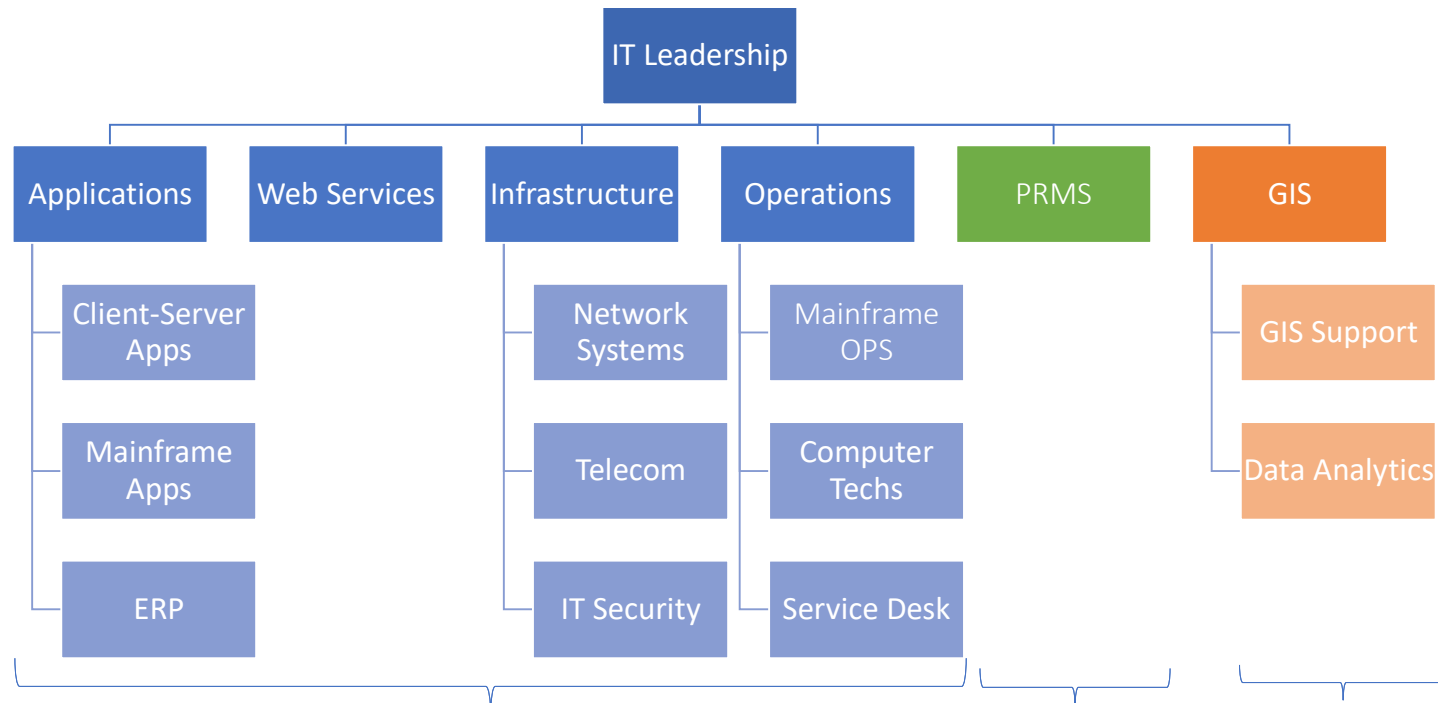 IT Leadership
Applications
Web Services
Infrastructure
Operations
PRMS
GIS
Client-Server
Apps
Network
Systems
Mainframe
OPS
GIS Support
Mainframe
Apps
Telecom
Computer
Techs
Data Analytics
ERP
IT Security
Service Desk